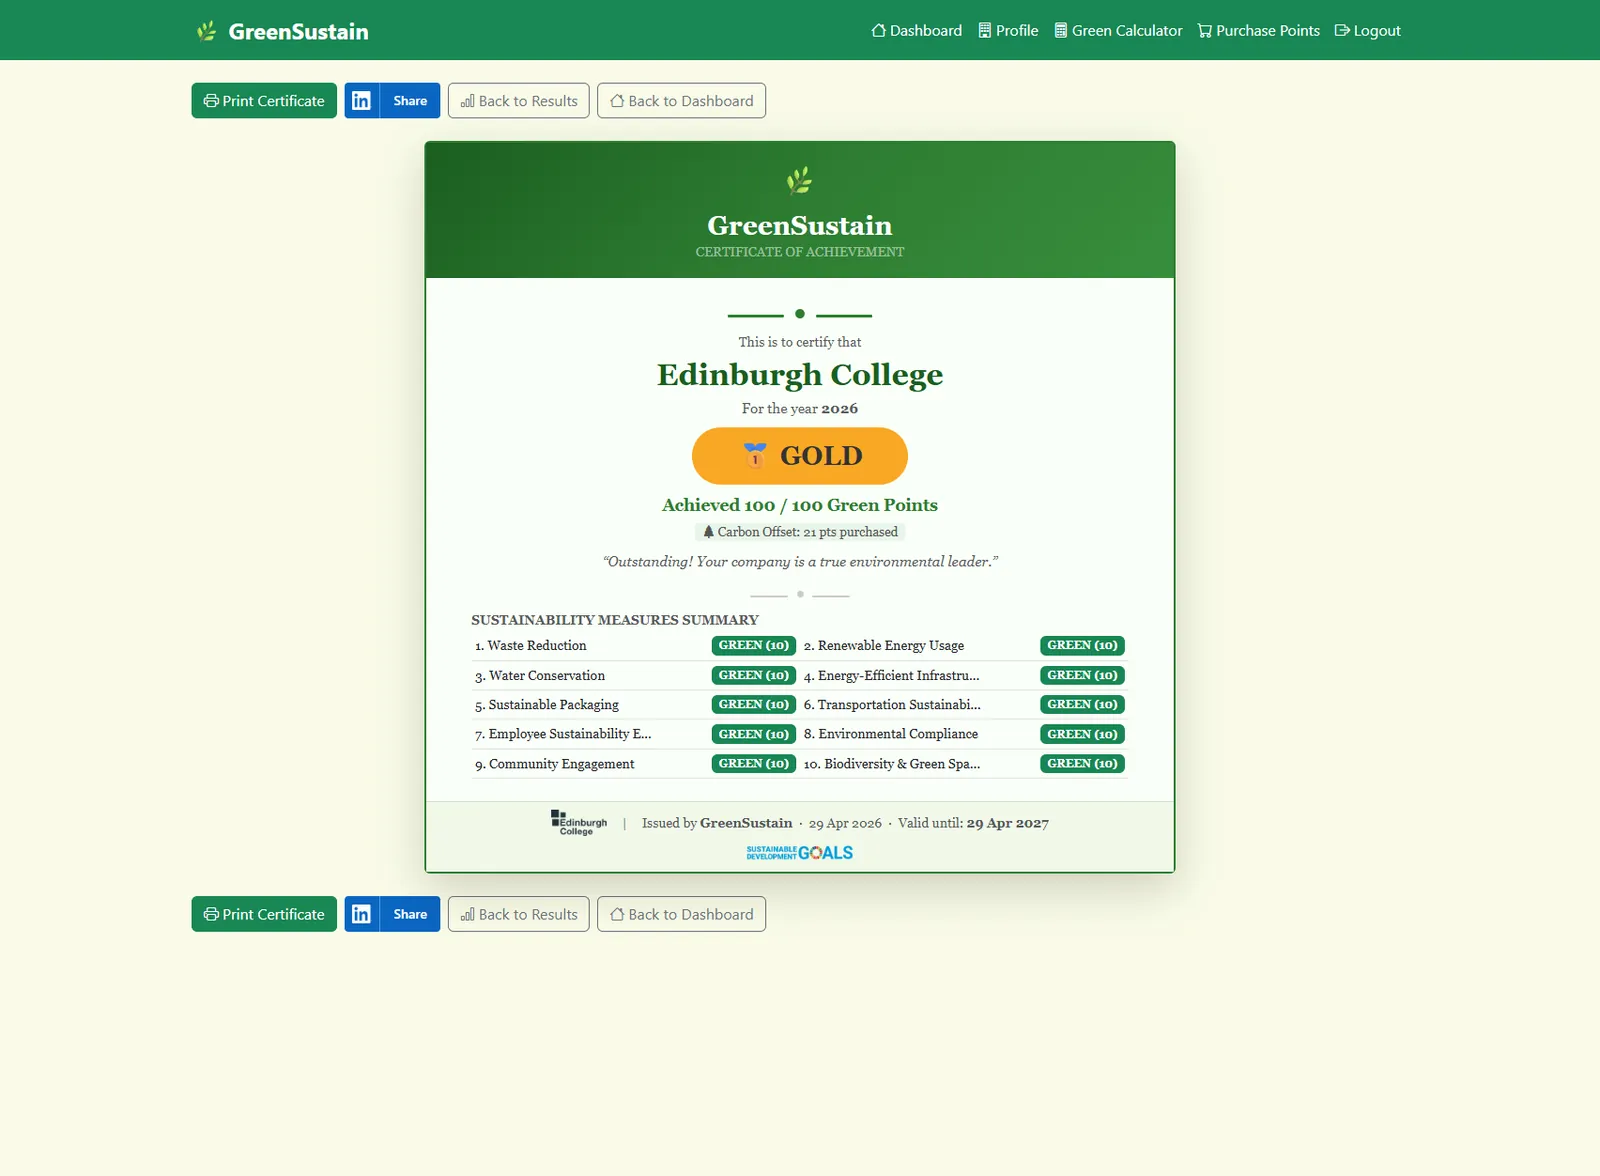 GreenSustain
Dashboard
Profile
Green Calculator
Purchase Points
Logout
Print Certificate
in Share
Back to Results
Back to Dashboard
GreenSustain
CERTIFICATE OF ACHIEVEMENT
This is to certify that
Edinburgh College
For the year 2026
1 GOLD
Achieved 100 / 100 Green Points
Carbon Offset: 21 pts purchased
“Outstanding! Your company is a true environmental leader.”
SUSTAINABILITY MEASURES SUMMARY
1. Waste Reduction GREEN (10) 2. Renewable Energy Usage GREEN (10)
3. Water Conservation GREEN (10) 4. Energy-Efficient Infrastru... GREEN (10)
5. Sustainable Packaging GREEN (10) 6. Transportation Sustainabi... GREEN (10)
7. Employee Sustainability E... GREEN (10) 8. Environmental Compliance GREEN (10)
9. Community Engagement GREEN (10) 10. Biodiversity & Green Spa... GREEN (10)
Edinburgh
College
| Issued by GreenSustain · 29 Apr 2026 · Valid until: 29 Apr 2027
SUSTAINABLE
DEVELOPMENT GOALS
Print Certificate
in Share
Back to Results
Back to Dashboard